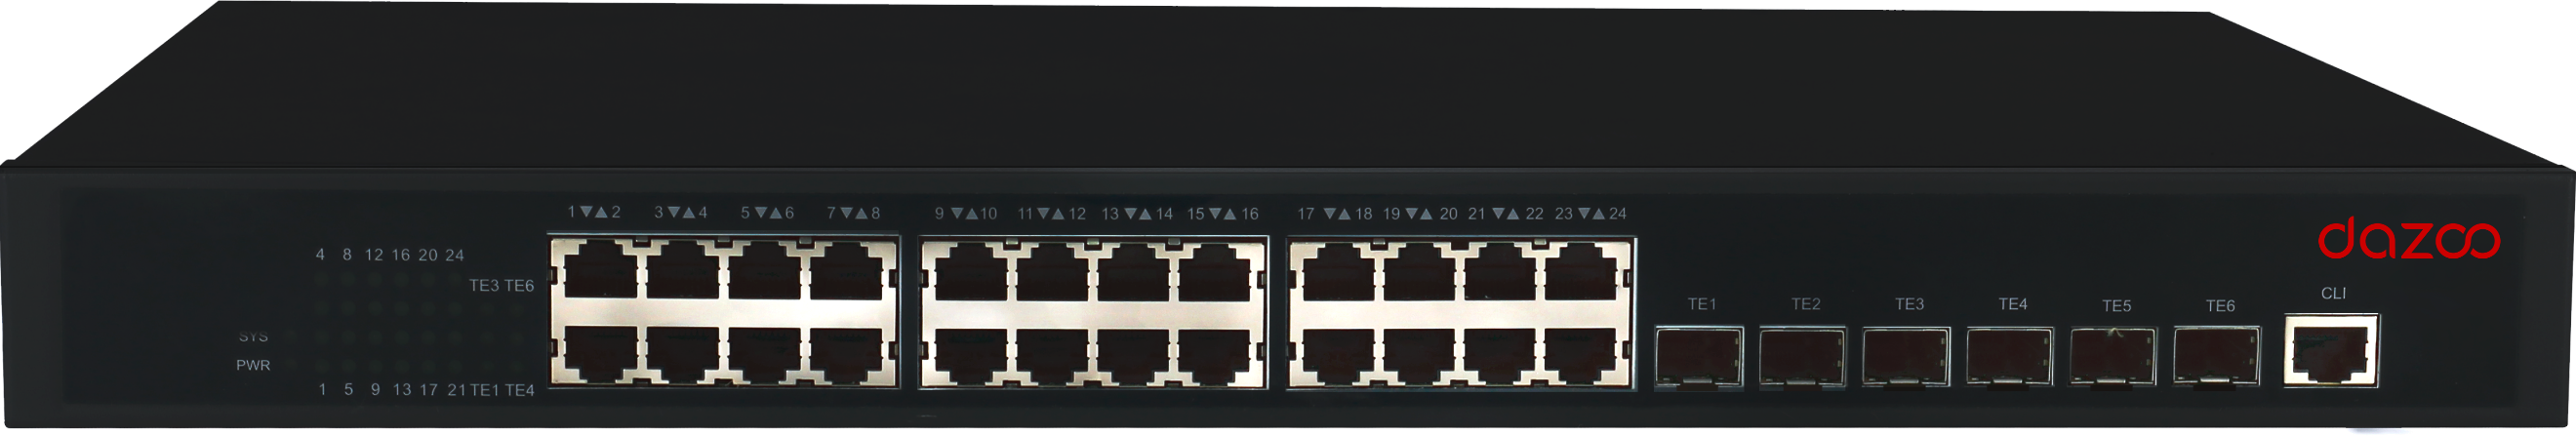 1▼▲2 3▼▲4 5▼▲6 7▼▲8 9▼▲10 11▼▲12 13▼▲14 15▼▲16 17▼▲18 19▼▲20 21▼▲22 23▼▲24
dazoo
4 8 12 16 20 24
TE3 TE6
TE1 TE2 TE3 TE4 TE5 TE6 CLI
SYS
PWR
1 5 9 13 17 21 TE1 TE4